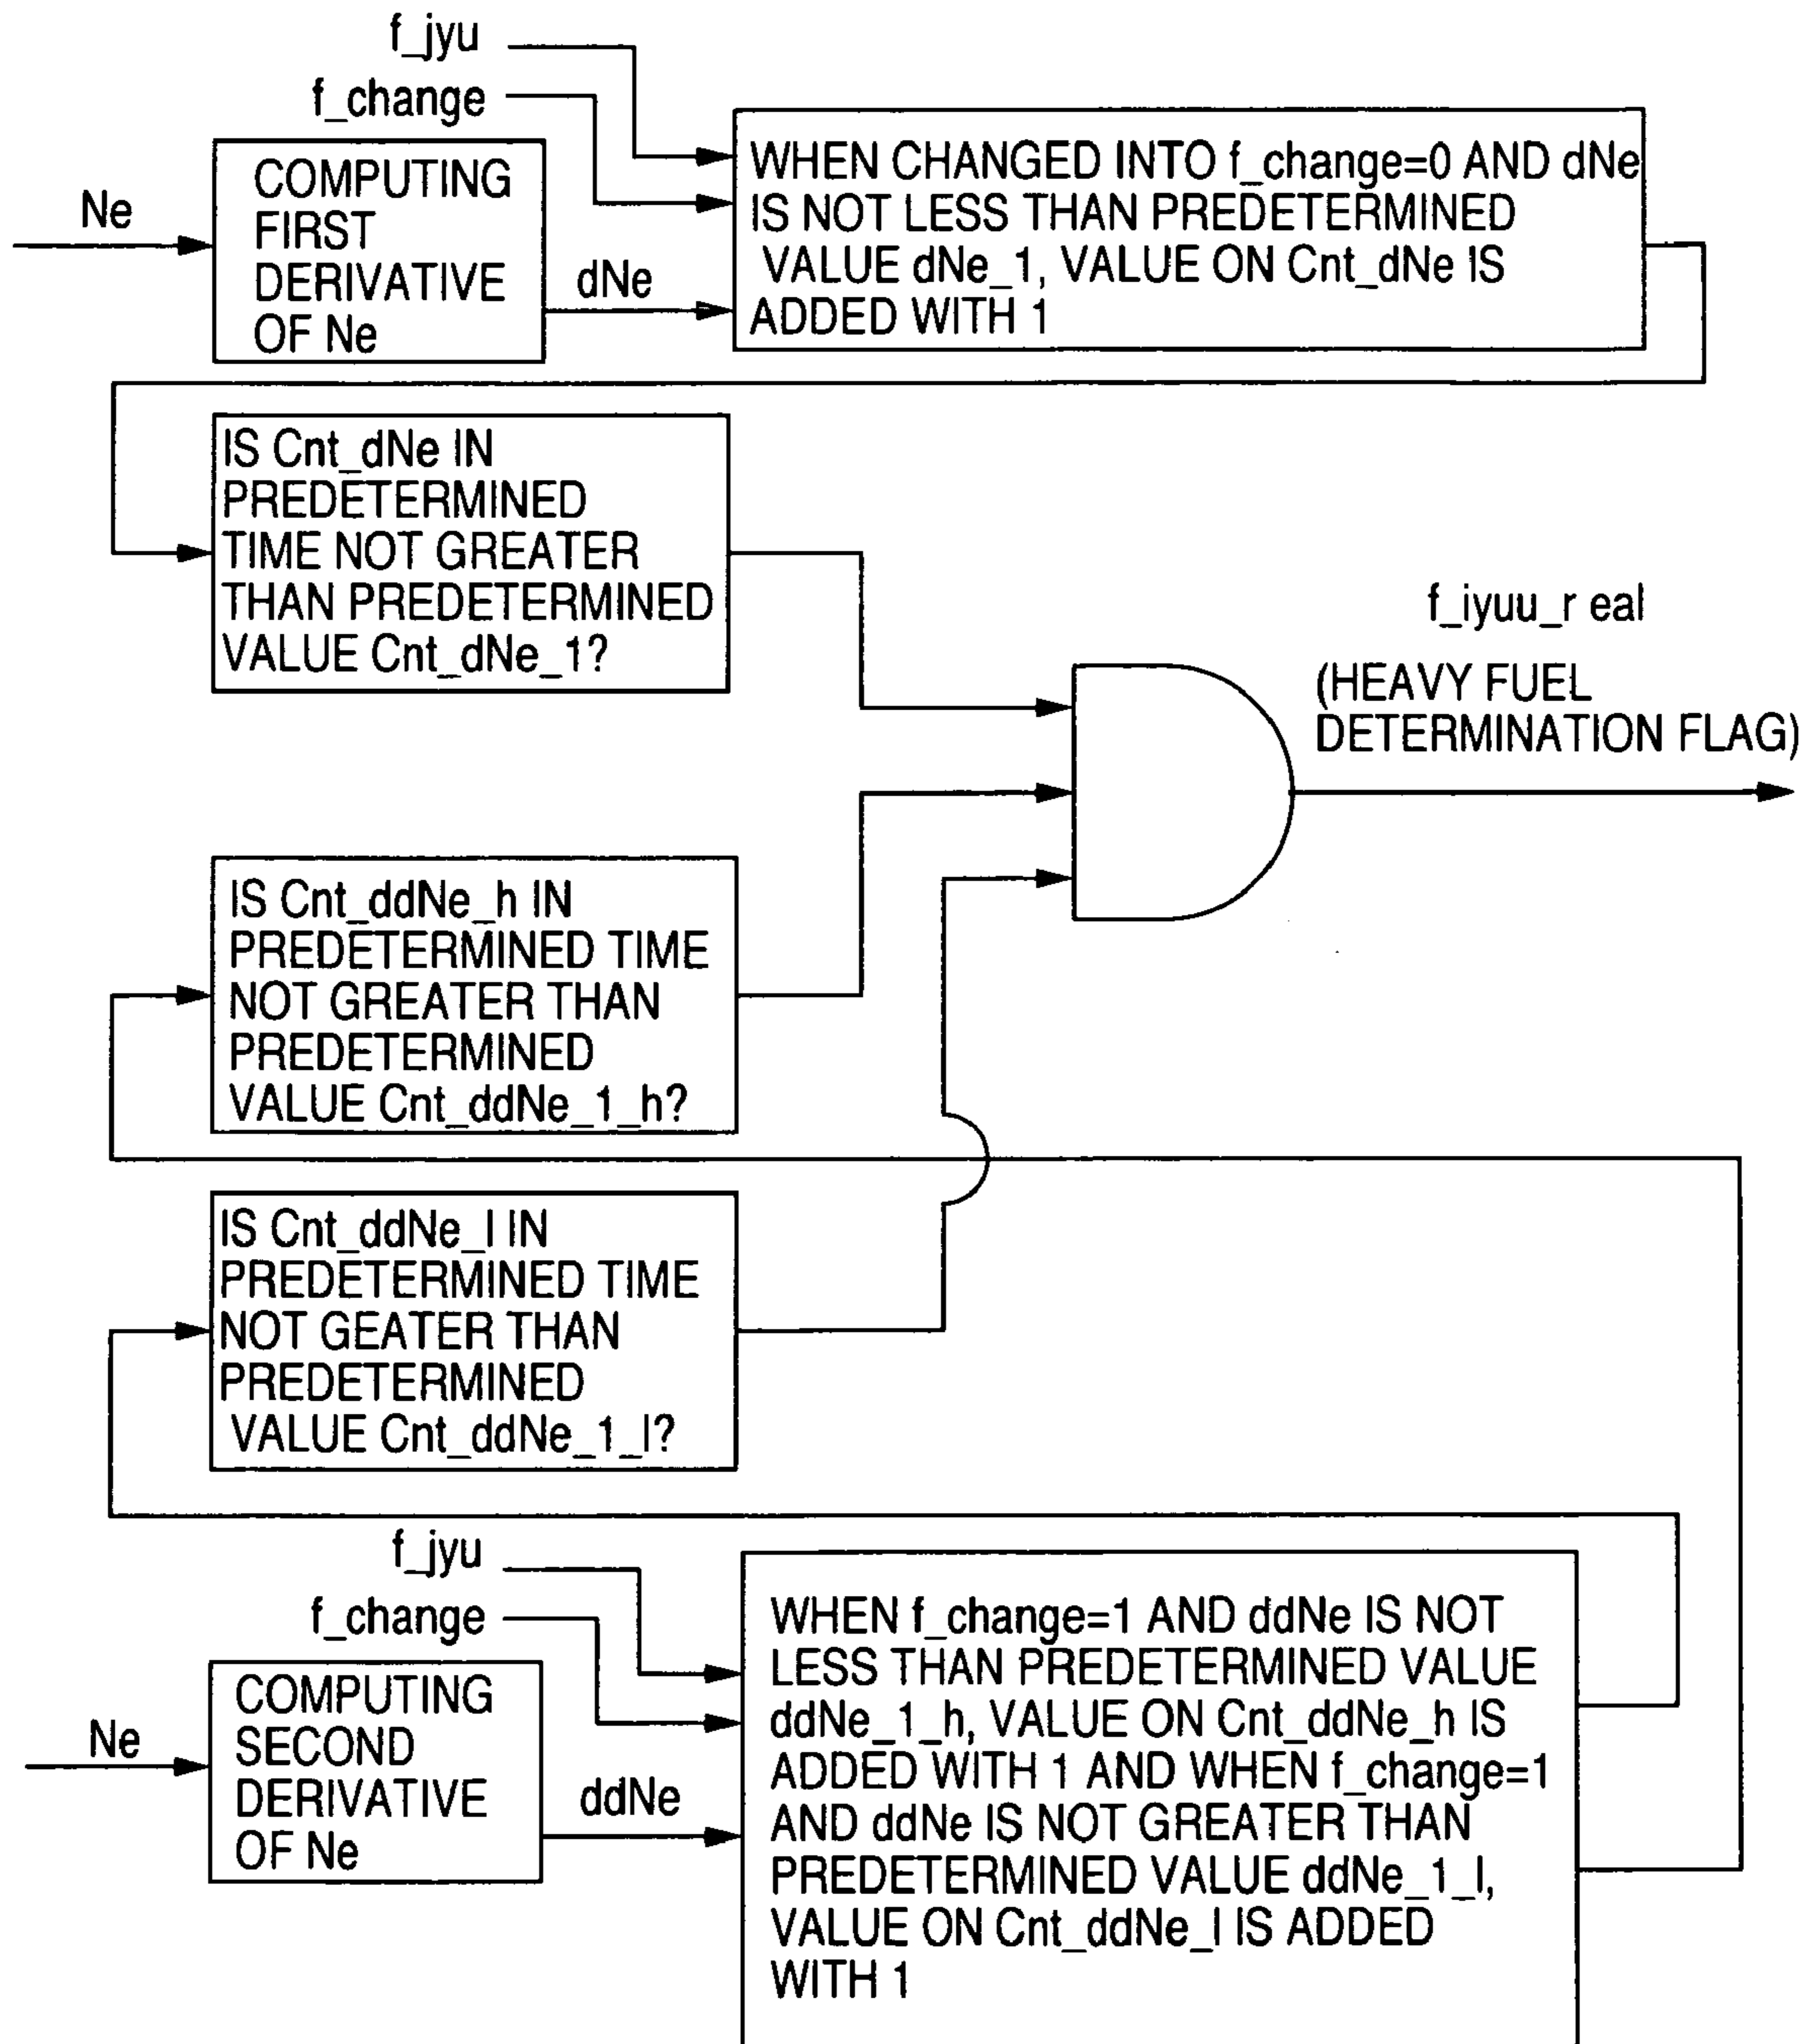 f_jyu
f_change
Ne
COMPUTING
FIRST
DERIVATIVE
OF Ne
dNe
WHEN CHANGED INTO f_change=0 AND dNe
IS NOT LESS THAN PREDETERMINED
VALUE dNe_1, VALUE ON Cnt_dNe IS
ADDED WITH 1
IS Cnt_dNe IN
PREDETERMINED
TIME NOT GREATER
THAN PREDETERMINED
VALUE Cnt_dNe_1?
f_iyuu_r eal
(HEAVY FUEL
DETERMINATION FLAG)
IS Cnt_ddNe_h IN
PREDETERMINED TIME
NOT GREATER THAN
PREDETERMINED
VALUE Cnt_ddNe_1_h?
IS Cnt_ddNe_l IN
PREDETERMINED TIME
NOT GEATER THAN
PREDETERMINED
VALUE Cnt_ddNe_1_l?
f_jyu
f_change
Ne
COMPUTING
SECOND
DERIVATIVE
OF Ne
ddNe
WHEN f_change=1 AND ddNe IS NOT
LESS THAN PREDETERMINED VALUE
ddNe_1_h, VALUE ON Cnt_ddNe_h IS
ADDED WITH 1 AND WHEN f_change=1
AND ddNe IS NOT GREATER THAN
PREDETERMINED VALUE ddNe_1_l,
VALUE ON Cnt_ddNe_l IS ADDED
WITH 1